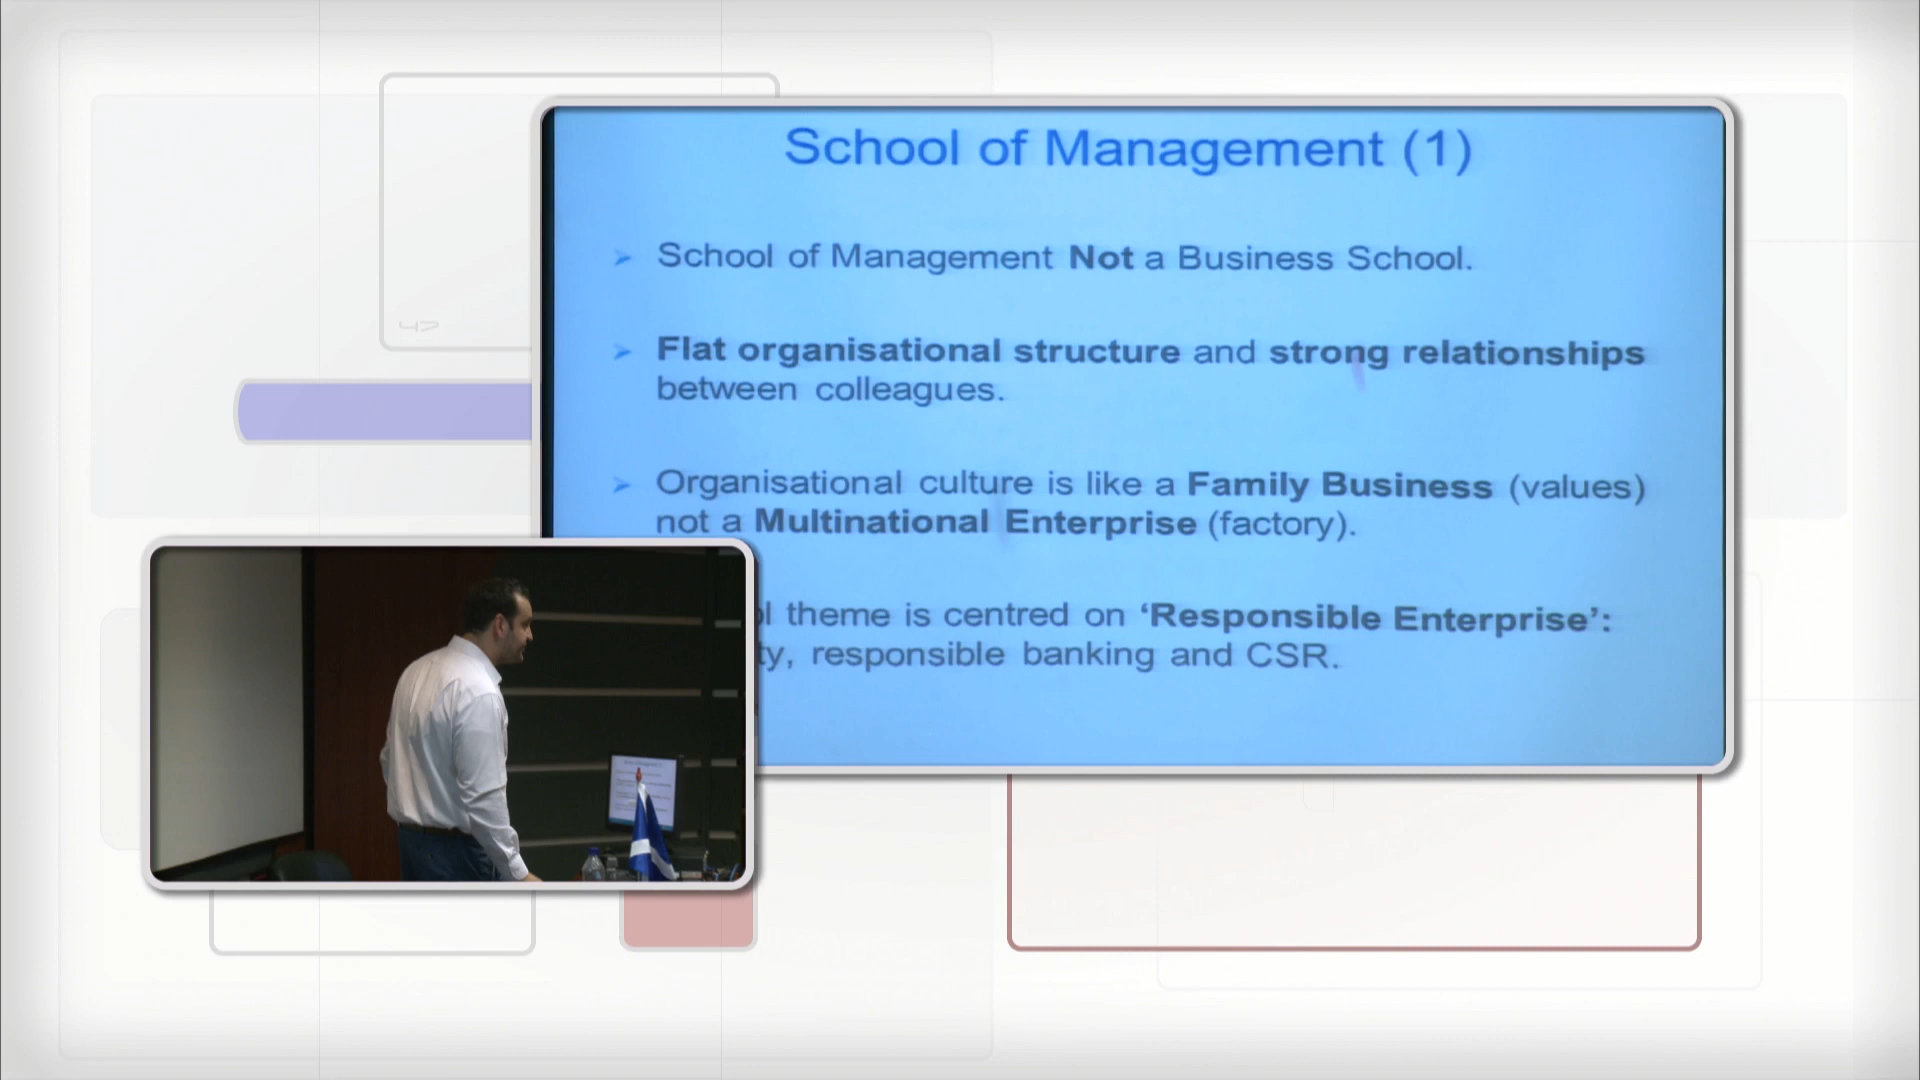 School of Management (1)
School of Management Not a Business School.
Flat organisational structure and strong relationships
between colleagues.
Organisational culture is like a Family Business (values)
not a Multinational Enterprise (factory).
theme is centred on ‘Responsible Enterprise’:
responsible banking and CSR.